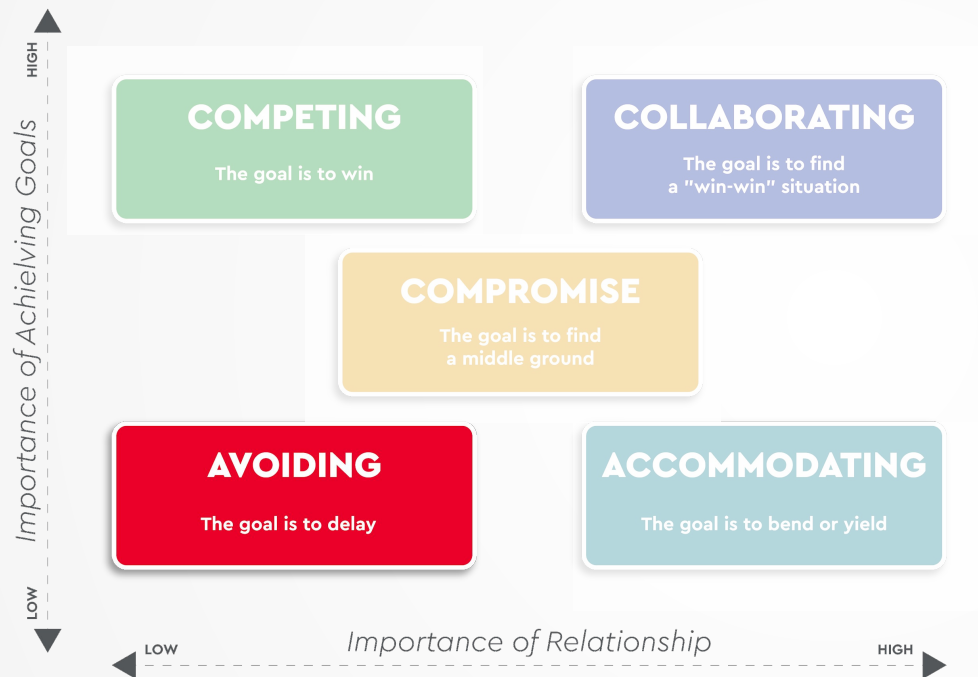 HIGH
Importance of Achielving Goals
LOW
COMPETING
The goal is to win
COLLABORATING
The goal is to find
a "win-win" situation
COMPROMISE
The goal is to find
a middle ground
AVOIDING
The goal is to delay
ACCOMMODATING
The goal is to bend or yield
LOW
Importance of Relationship
HIGH